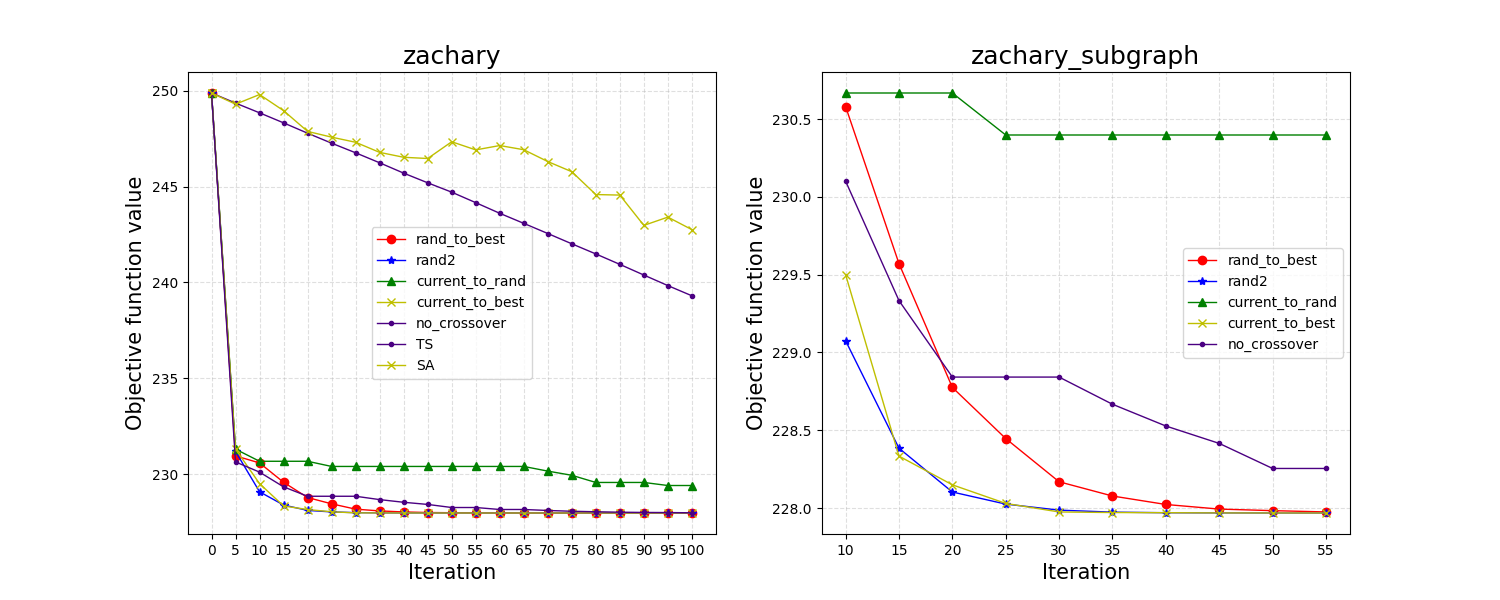 zachary
Objective function value
250
245
240
235
230
rand_to_best
rand2
current_to_rand
current_to_best
no_crossover
TS
SA
0 5 10 15 20 25 30 35 40 45 50 55 60 65 70 75 80 85 90 95 100
Iteration
zachary_subgraph
Objective function value
230.5
230.0
229.5
229.0
228.5
228.0
rand_to_best
rand2
current_to_rand
current_to_best
no_crossover
10 15 20 25 30 35 40 45 50 55
Iteration